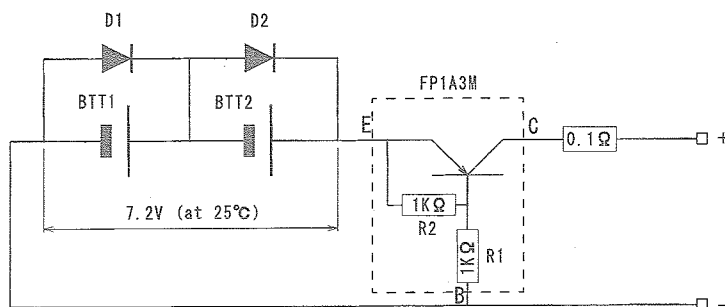 D1
D2
BTT1
BTT2
FP1A3M
E
C
0.1Ω
+
7.2V (at 25℃)
1KΩ
R2
1KΩ
R1
B
-